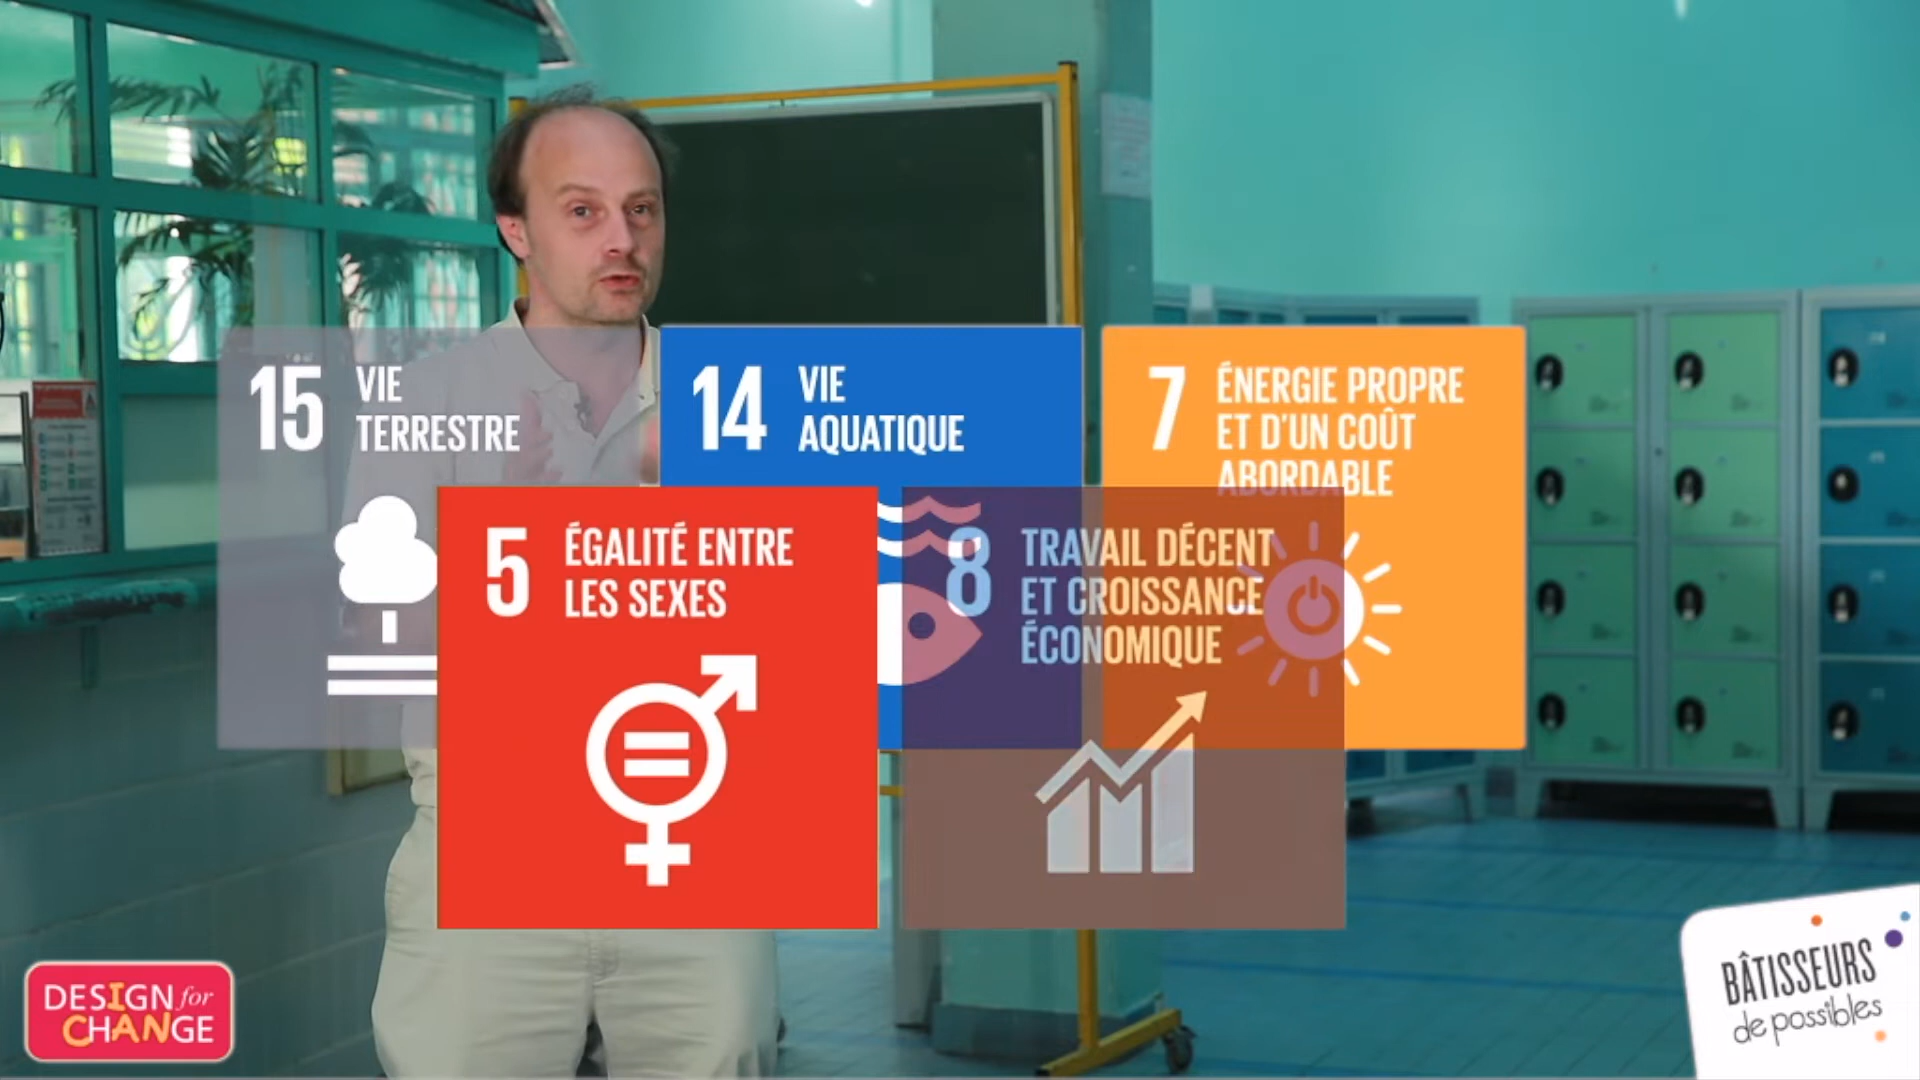 15
VIE
TERRESTRE
14
VIE
AQUATIQUE
7
ÉNERGIE PROPRE
ET D'UN COÛT
ABORDABLE
5
ÉGALITÉ ENTRE
LES SEXES
8
TRAVAIL DÉCENT
ET CROISSANCE
ÉCONOMIQUE
DESIGN for
CHANGE
BÂTISSEURS
de possibles